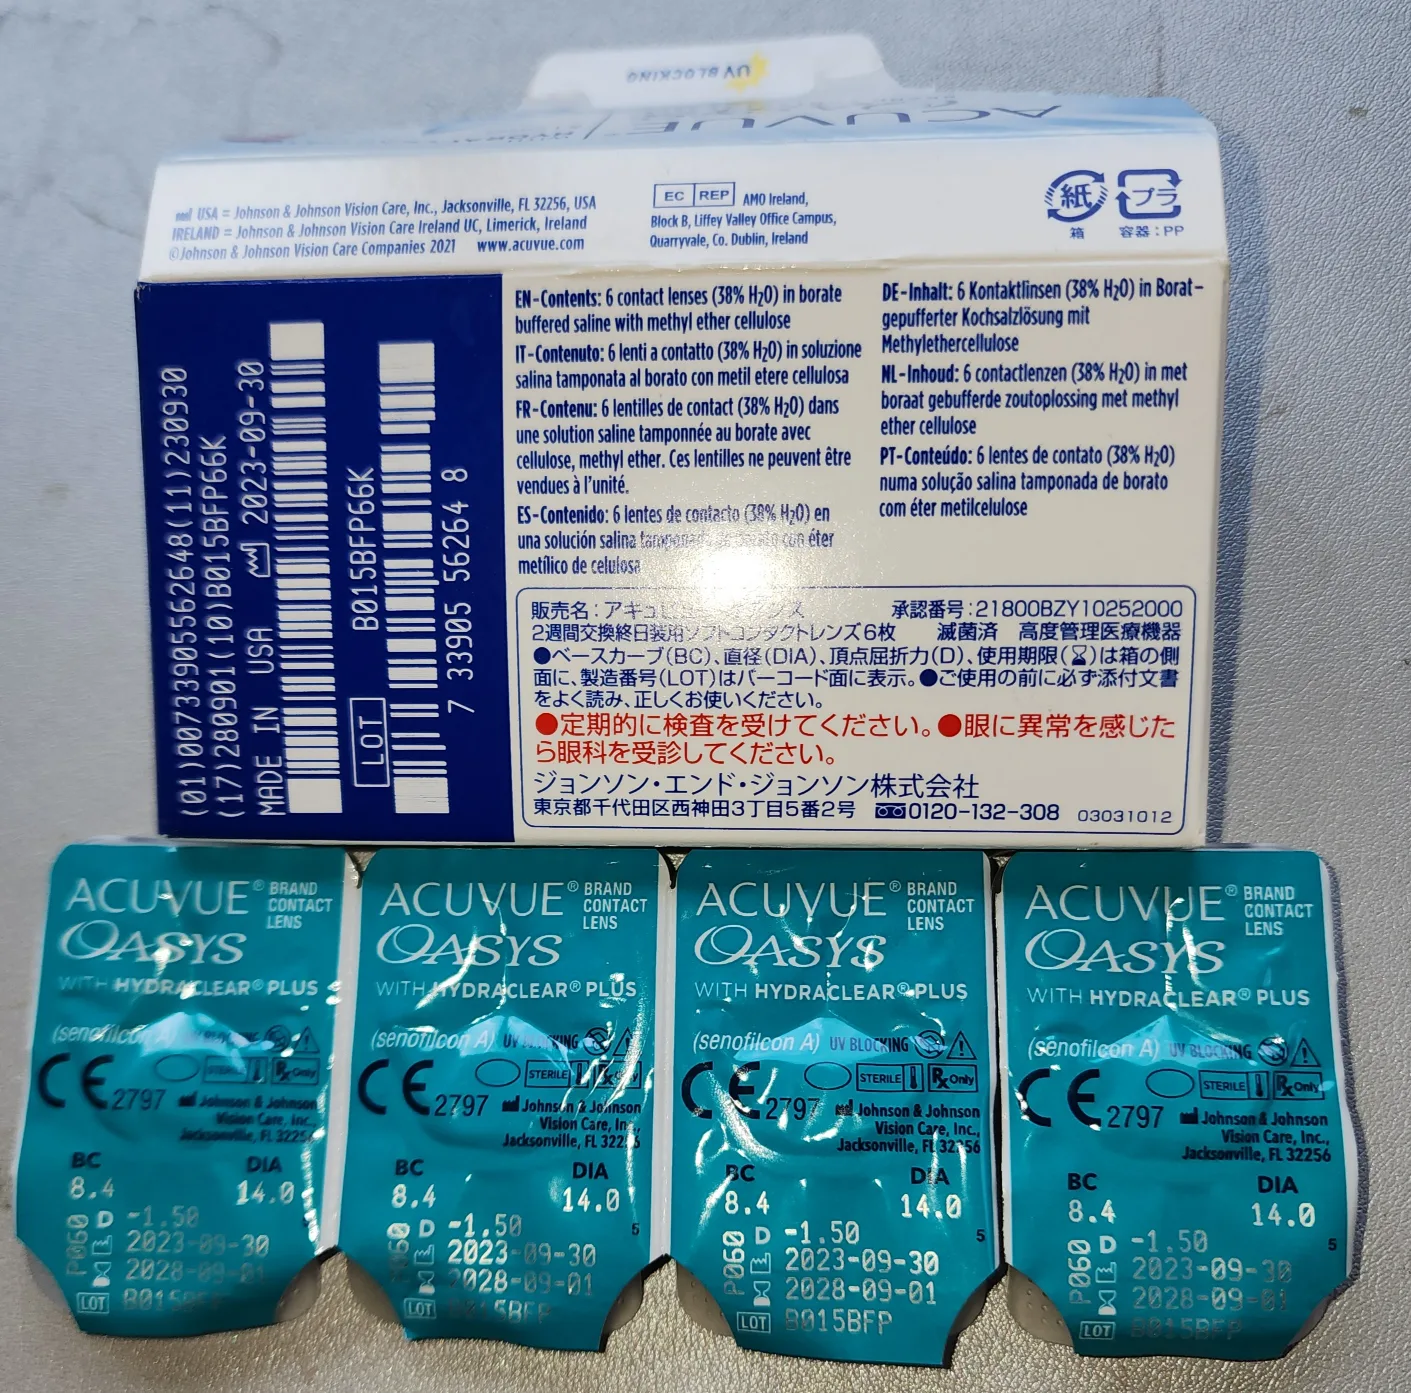 UV BLOCKING
ACUVUE
USA = Johnson & Johnson Vision Care, Inc., Jacksonville, FL 32256, USA
IRELAND = Johnson & Johnson Vision Care Ireland UC, Limerick, Ireland
©Johnson & Johnson Vision Care Companies 2021 www.acuvue.com
EC REP AMO Ireland,
Block B, Liffey Valley Office Campus,
Quarryvale, Co. Dublin, Ireland
紙 プラ
箱 容器:PP
(01)00733905562648(11)230930
(17)280901(10)B015BFP66K
MADE IN USA 2023-09-30
LOT B015BFP66K
7 33905 56264 8
EN-Contents: 6 contact lenses (38% H₂O) in borate
buffered saline with methyl ether cellulose
IT-Contenuto: 6 lenti a contatto (38% H₂O) in soluzione
salina tamponata al borato con metil etere cellulosa
FR-Contenu: 6 lentilles de contact (38% H₂O) dans
une solution saline tamponnée au borate avec
cellulose, methyl ether. Ces lentilles ne peuvent être
vendues à l'unité.
ES-Contenido: 6 lentes de contacto (38% H₂O) en
una solución salina tamponada de borato con éter
metílico de celulosa
DE-Inhalt: 6 Kontaktlinsen (38% H₂O) in Borat-
gepufferter Kochsalzlösung mit
Methylethercellulose
NL-Inhoud: 6 contactlenzen (38% H₂O) in met
boraat gebufferde zoutoplossing met methyl
ether cellulose
PT-Conteúdo: 6 lentes de contato (38% H₂O)
numa solução salina tamponada de borato
com éter metilcelulose
販売名: 承認番号:21800BZY10252000
2週間交換終日装用ソフトコンタクトレンズ6枚 滅菌済 高度管理医療機器
●ベースカーブ(BC)、直径(DIA)、頂点屈折力(D)、使用期限(⌛)は箱の側
面に、製造番号(LOT)はバーコード面に表示。●ご使用の前に必ず添付文書
をよく読み、正しくお使いください。
●定期的に検査を受けてください。●眼に異常を感じた
ら眼科を受診してください。
ジョンソン・エンド・ジョンソン株式会社
東京都千代田区西神田3丁目5番2号 0120-132-308 03031012
ACUVUE® BRAND
CONTACT
LENS
OASYS
WITH HYDRACLEAR® PLUS
(senofilcon A) UV BLOCKING
CE 2797 STERILE Rx Only
Johnson & Johnson
Vision Care, Inc.,
Jacksonville, FL 32256
BC DIA
8.4 14.0
P060 D -1.50
2023-09-30
2028-09-01
LOT B015BFP
ACUVUE® BRAND
CONTACT
LENS
OASYS
WITH HYDRACLEAR® PLUS
(senofilcon A) UV BLOCKING
CE 2797 STERILE Rx Only
Johnson & Johnson
Vision Care, Inc.,
Jacksonville, FL 32256
BC DIA
8.4 14.0
P060 D -1.50 5
2023-09-30
2028-09-01
LOT B015BFP
ACUVUE® BRAND
CONTACT
LENS
OASYS
WITH HYDRACLEAR® PLUS
(senofilcon A) UV BLOCKING
CE 2797 STERILE Rx Only
Johnson & Johnson
Vision Care, Inc.,
Jacksonville, FL 32256
BC DIA
8.4 14.0
P060 D -1.50 5
2023-09-30
2028-09-01
LOT B015BFP
ACUVUE® BRAND
CONTACT
LENS
OASYS
WITH HYDRACLEAR® PLUS
(senofilcon A) UV BLOCKING
CE 2797 STERILE Rx Only
Johnson & Johnson
Vision Care, Inc.,
Jacksonville, FL 32256
BC DIA
8.4 14.0
P060 D -1.50 5
2023-09-30
2028-09-01
LOT B015BFP